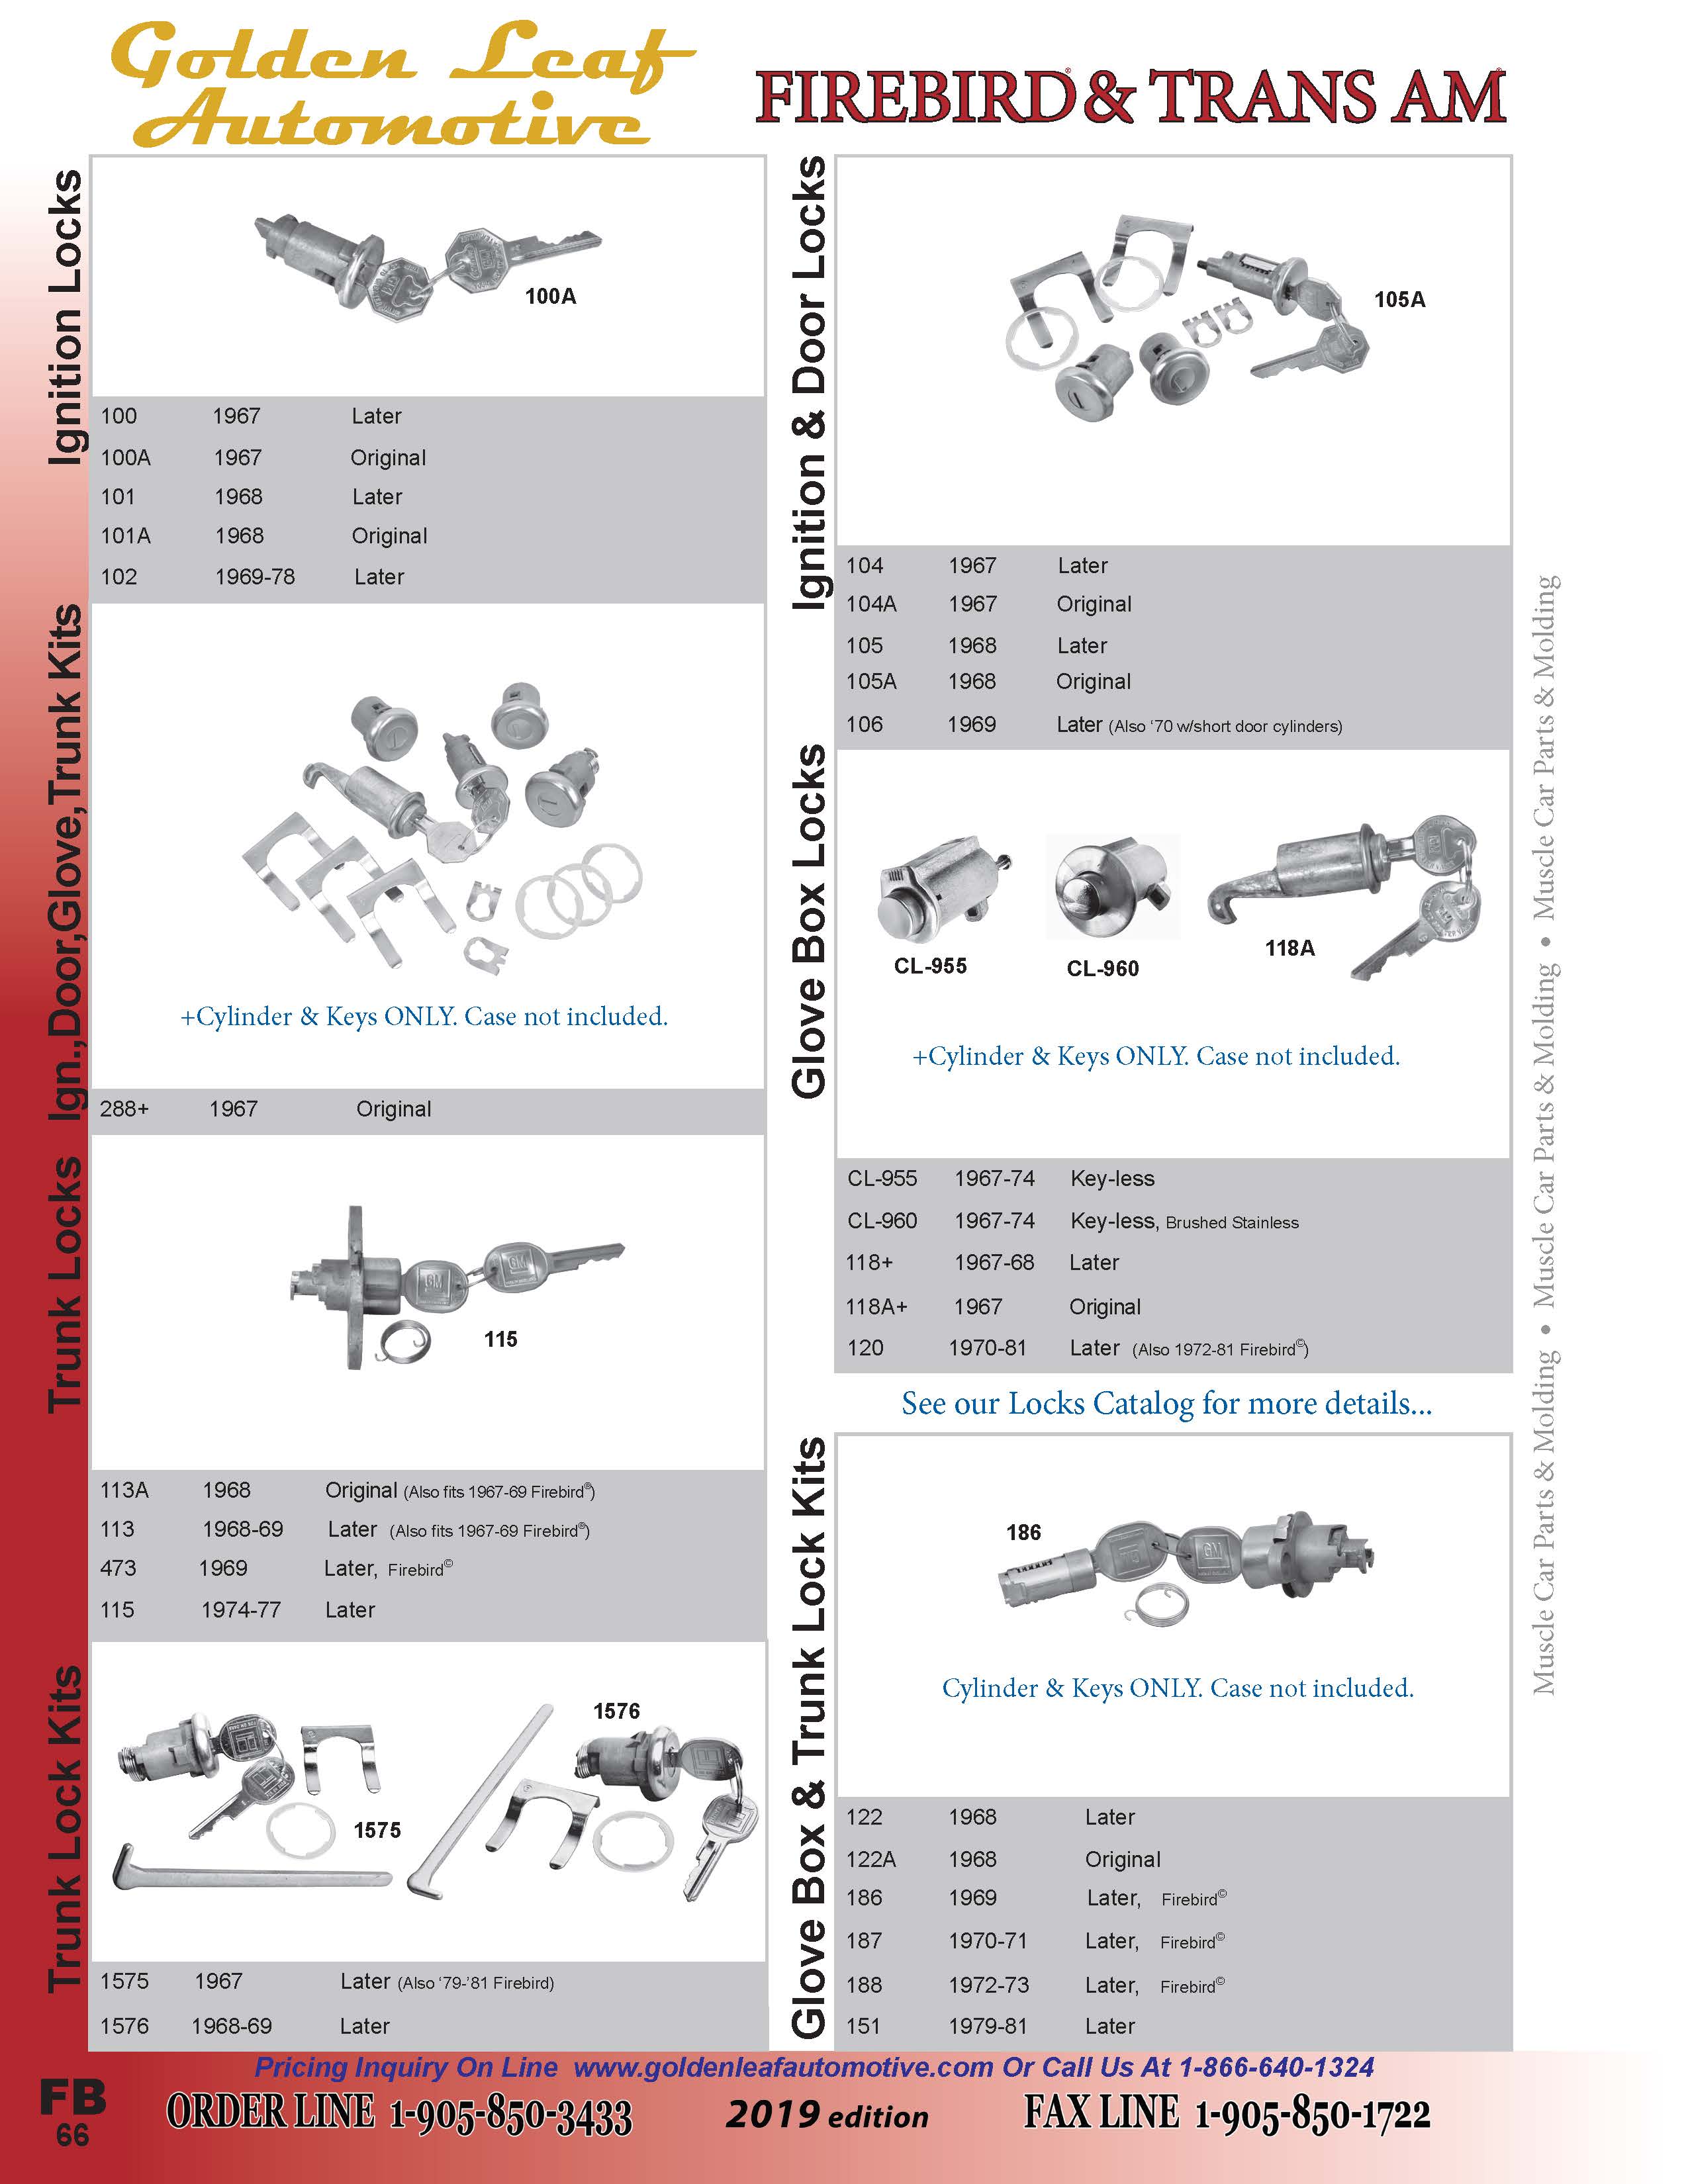 Golden Leaf
Automotive
FIREBIRD® & TRANS AM®
Ignition Locks
100A
100 1967 Later
100A 1967 Original
101 1968 Later
101A 1968 Original
102 1969-78 Later
Ign.,Door,Glove,Trunk Kits
+Cylinder & Keys ONLY. Case not included.
288+ 1967 Original
Trunk Locks
115
113A 1968 Original (Also fits 1967-69 Firebird©)
113 1968-69 Later (Also fits 1967-69 Firebird©)
473 1969 Later, Firebird©
115 1974-77 Later
Trunk Lock Kits
1576
1575
1575 1967 Later (Also ‘79-’81 Firebird)
1576 1968-69 Later
Ignition & Door Locks
105A
104 1967 Later
104A 1967 Original
105 1968 Later
105A 1968 Original
106 1969 Later (Also ‘70 w/short door cylinders)
Glove Box Locks
CL-955
CL-960
118A
+Cylinder & Keys ONLY. Case not included.
CL-955 1967-74 Key-less
CL-960 1967-74 Key-less, Brushed Stainless
118+ 1967-68 Later
118A+ 1967 Original
120 1970-81 Later (Also 1972-81 Firebird©)
See our Locks Catalog for more details...
Glove Box & Trunk Lock Kits
186
GM
Cylinder & Keys ONLY. Case not included.
122 1968 Later
122A 1968 Original
186 1969 Later, Firebird©
187 1970-71 Later, Firebird©
188 1972-73 Later, Firebird©
151 1979-81 Later
Muscle Car Parts & Molding • Muscle Car Parts & Molding • Muscle Car Parts & Molding
Pricing Inquiry On Line www.goldenleafautomotive.com Or Call Us At 1-866-640-1324
FB
66
ORDER LINE 1-905-850-3433
2019 edition
FAX LINE 1-905-850-1722